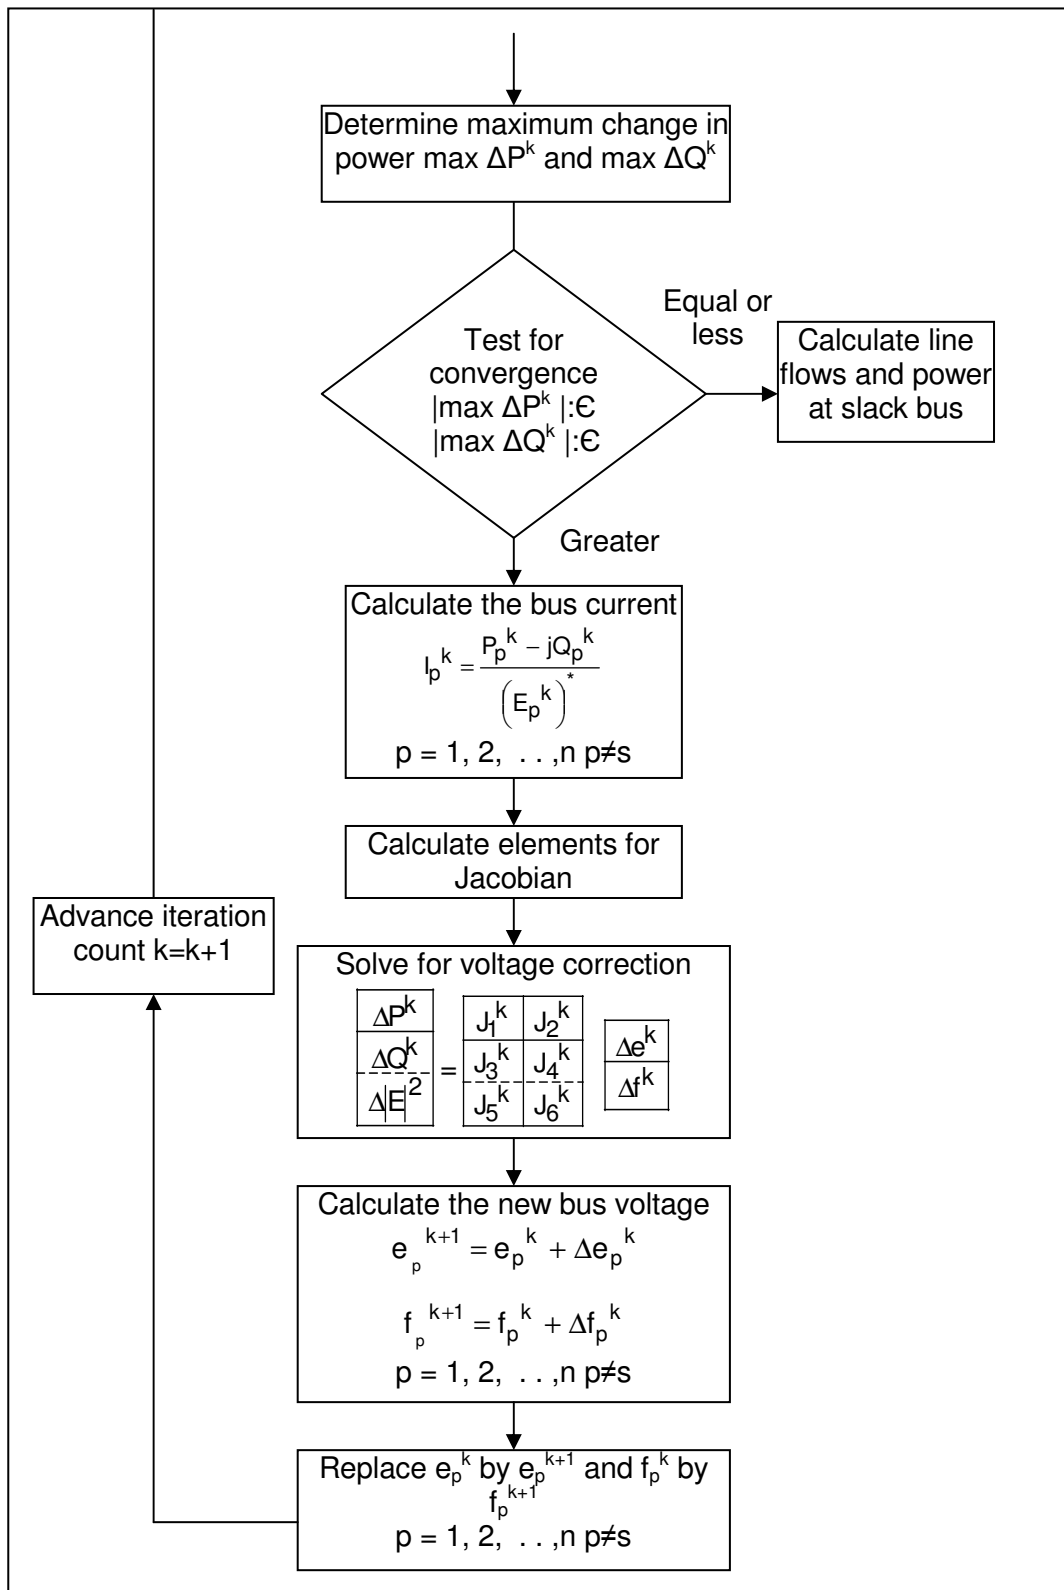 Determine maximum change in
power max ΔP^k and max ΔQ^k
Equal or
less
Test for
convergence
|max ΔP^k |:Є
|max ΔQ^k |:Є
Calculate line
flows and power
at slack bus
Greater
Calculate the bus current
I_p^k = (P_p^k − jQ_p^k) / (E_p^k)^*
p = 1, 2, . . ,n p≠s
Calculate elements for
Jacobian
Advance iteration
count k=k+1
Solve for voltage correction
ΔP^k J_1^k J_2^k
ΔQ^k = J_3^k J_4^k Δe^k
Δ|E|^2 J_5^k J_6^k Δf^k
Calculate the new bus voltage
e_p^{k+1} = e_p^k + Δe_p^k
f_p^{k+1} = f_p^k + Δf_p^k
p = 1, 2, . . ,n p≠s
Replace e_p^k by e_p^{k+1} and f_p^k by
f_p^{k+1}
p = 1, 2, . . ,n p≠s